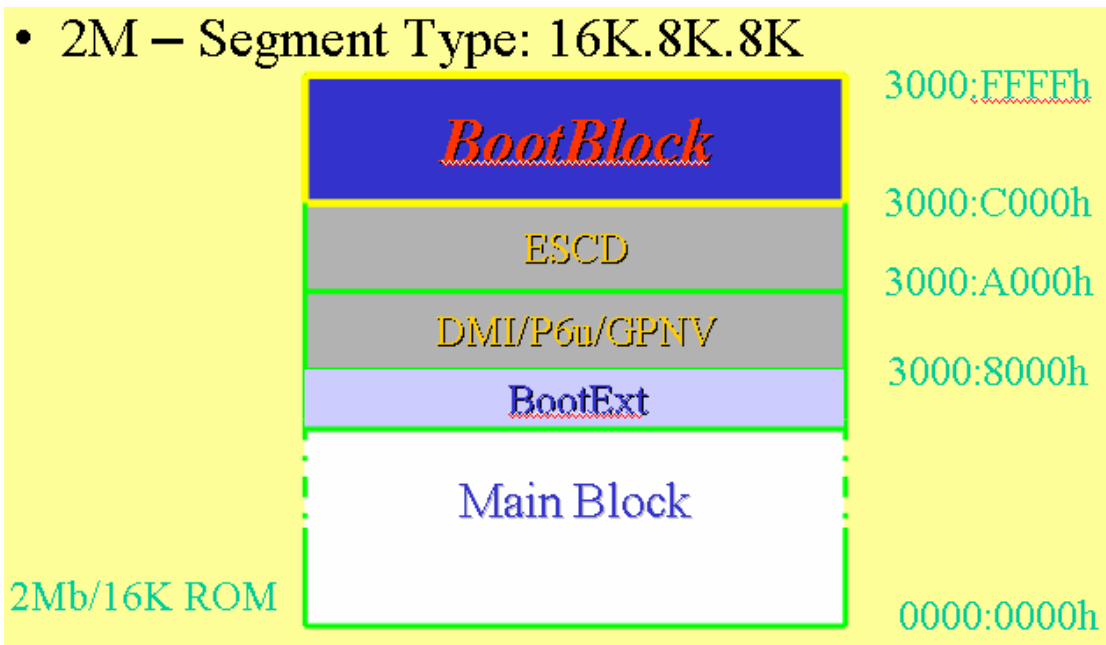 • 2M – Segment Type: 16K.8K.8K
3000:FFFFh
BootBlock
3000:C000h
ESCD
3000:A000h
DMI/P6u/GPNV
3000:8000h
BootExt
Main Block
2Mb/16K ROM
0000:0000h